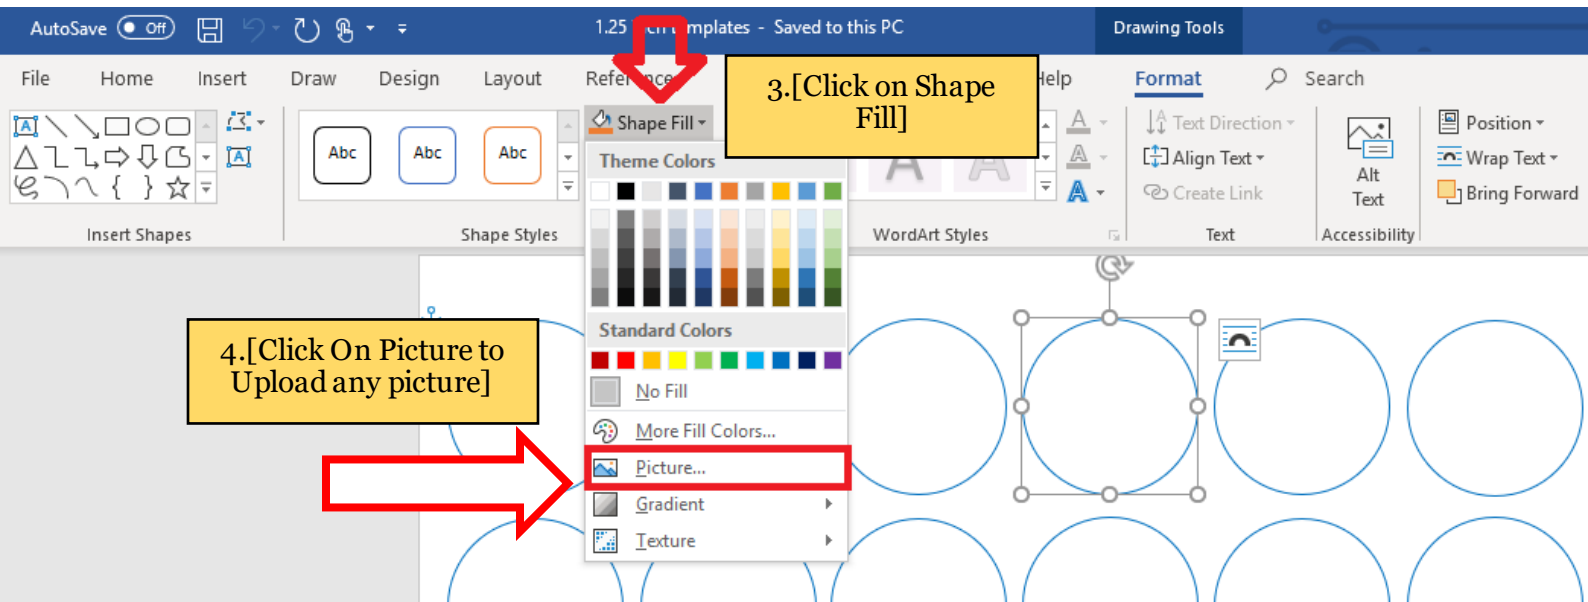 AutoSave Off
1.25
mplates - Saved to this PC
Drawing Tools
File Home Insert Draw Design Layout
Help Format Search
3.[Click on Shape
Fill]
Shape Fill
Abc Abc Abc
Theme Colors
Text Direction
Align Text
Create Link
Alt
Text
Position
Wrap Text
Bring Forward
Insert Shapes
Shape Styles
WordArt Styles
Text
Accessibility
Standard Colors
4.[Click On Picture to
Upload any picture]
No Fill
More Fill Colors...
Picture...
Gradient
Texture